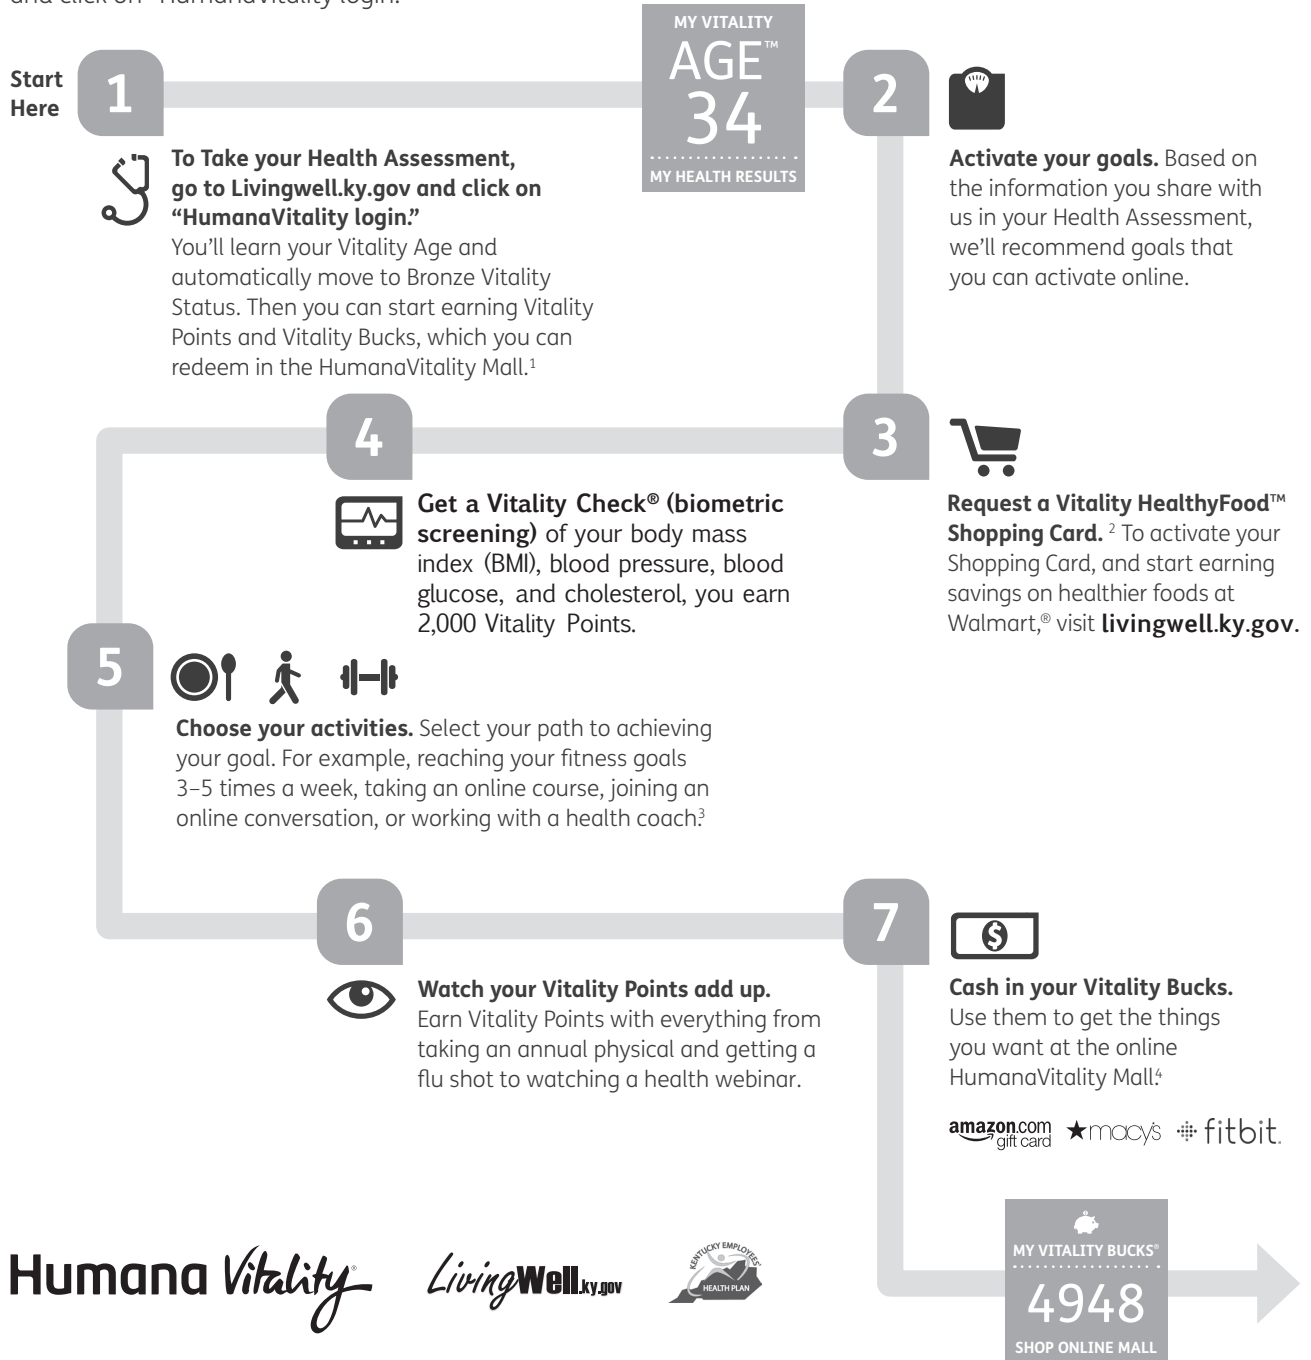 and click on "HumanaVitality login."
Start
Here
1
MY VITALITY
AGE™
34
MY HEALTH RESULTS
2
To Take your Health Assessment,
go to Livingwell.ky.gov and click on
“HumanaVitality login.”
You’ll learn your Vitality Age and
automatically move to Bronze Vitality
Status. Then you can start earning Vitality
Points and Vitality Bucks, which you can
redeem in the HumanaVitality Mall.¹
Activate your goals. Based on
the information you share with
us in your Health Assessment,
we’ll recommend goals that
you can activate online.
3
Request a Vitality HealthyFood™
Shopping Card. ² To activate your
Shopping Card, and start earning
savings on healthier foods at
Walmart,® visit livingwell.ky.gov.
4
Get a Vitality Check® (biometric
screening) of your body mass
index (BMI), blood pressure, blood
glucose, and cholesterol, you earn
2,000 Vitality Points.
5
Choose your activities. Select your path to achieving
your goal. For example, reaching your fitness goals
3–5 times a week, taking an online course, joining an
online conversation, or working with a health coach.³
6
Watch your Vitality Points add up.
Earn Vitality Points with everything from
taking an annual physical and getting a
flu shot to watching a health webinar.
7
$
Cash in your Vitality Bucks.
Use them to get the things
you want at the online
HumanaVitality Mall.⁴
amazon.com
gift card
macy's
fitbit.
Humana Vitality®
LivingWell.ky.gov
KENTUCKY EMPLOYEES'
HEALTH PLAN
MY VITALITY BUCKS®
4948
SHOP ONLINE MALL